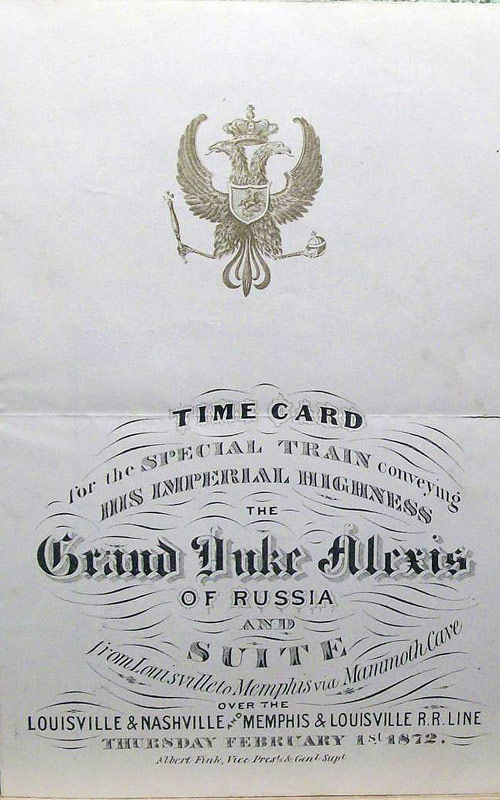 TIME CARD
for the SPECIAL TRAIN conveying
HIS IMPERIAL HIGHNESS
THE
Grand Duke Alexis
OF RUSSIA
AND
SUITE
from Louisville to Memphis via Mammoth Cave
OVER THE
LOUISVILLE & NASHVILLE AND MEMPHIS & LOUISVILLE R.R. LINE
THURSDAY FEBRUARY 1st 1872.
Albert Fink, Vice Prest. & Genl. Supt.